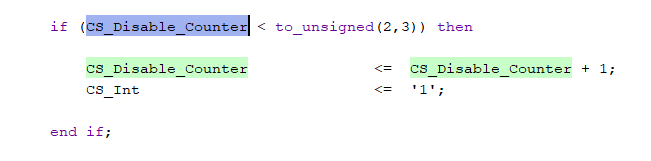 if (CS_Disable_Counter < to_unsigned(2,3)) then
CS_Disable_Counter <= CS_Disable_Counter + 1;
CS_Int <= '1';
end if;